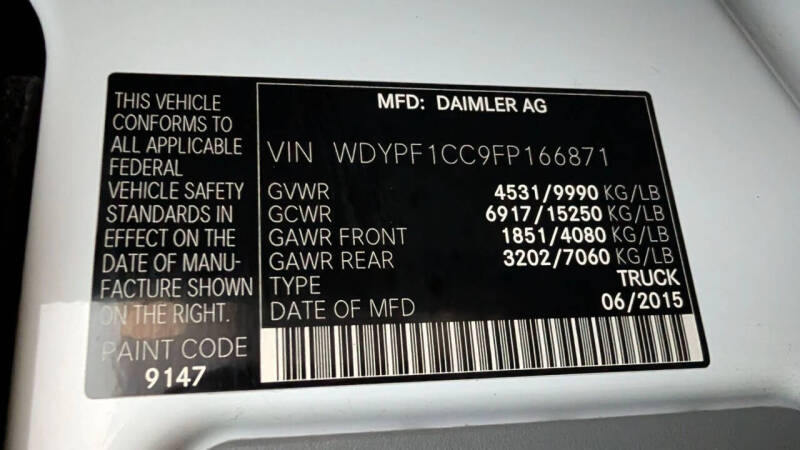 THIS VEHICLE
CONFORMS TO
ALL APPLICABLE
FEDERAL
VEHICLE SAFETY
STANDARDS IN
EFFECT ON THE
DATE OF MANU-
FACTURE SHOWN
ON THE RIGHT.
PAINT CODE
9147
MFD: DAIMLER AG
VIN WDYPF1CC9FP166871
GVWR 4531/9990 KG/LB
GCWR 6917/15250 KG/LB
GAWR FRONT 1851/4080 KG/LB
GAWR REAR 3202/7060 KG/LB
TYPE TRUCK
DATE OF MFD 06/2015